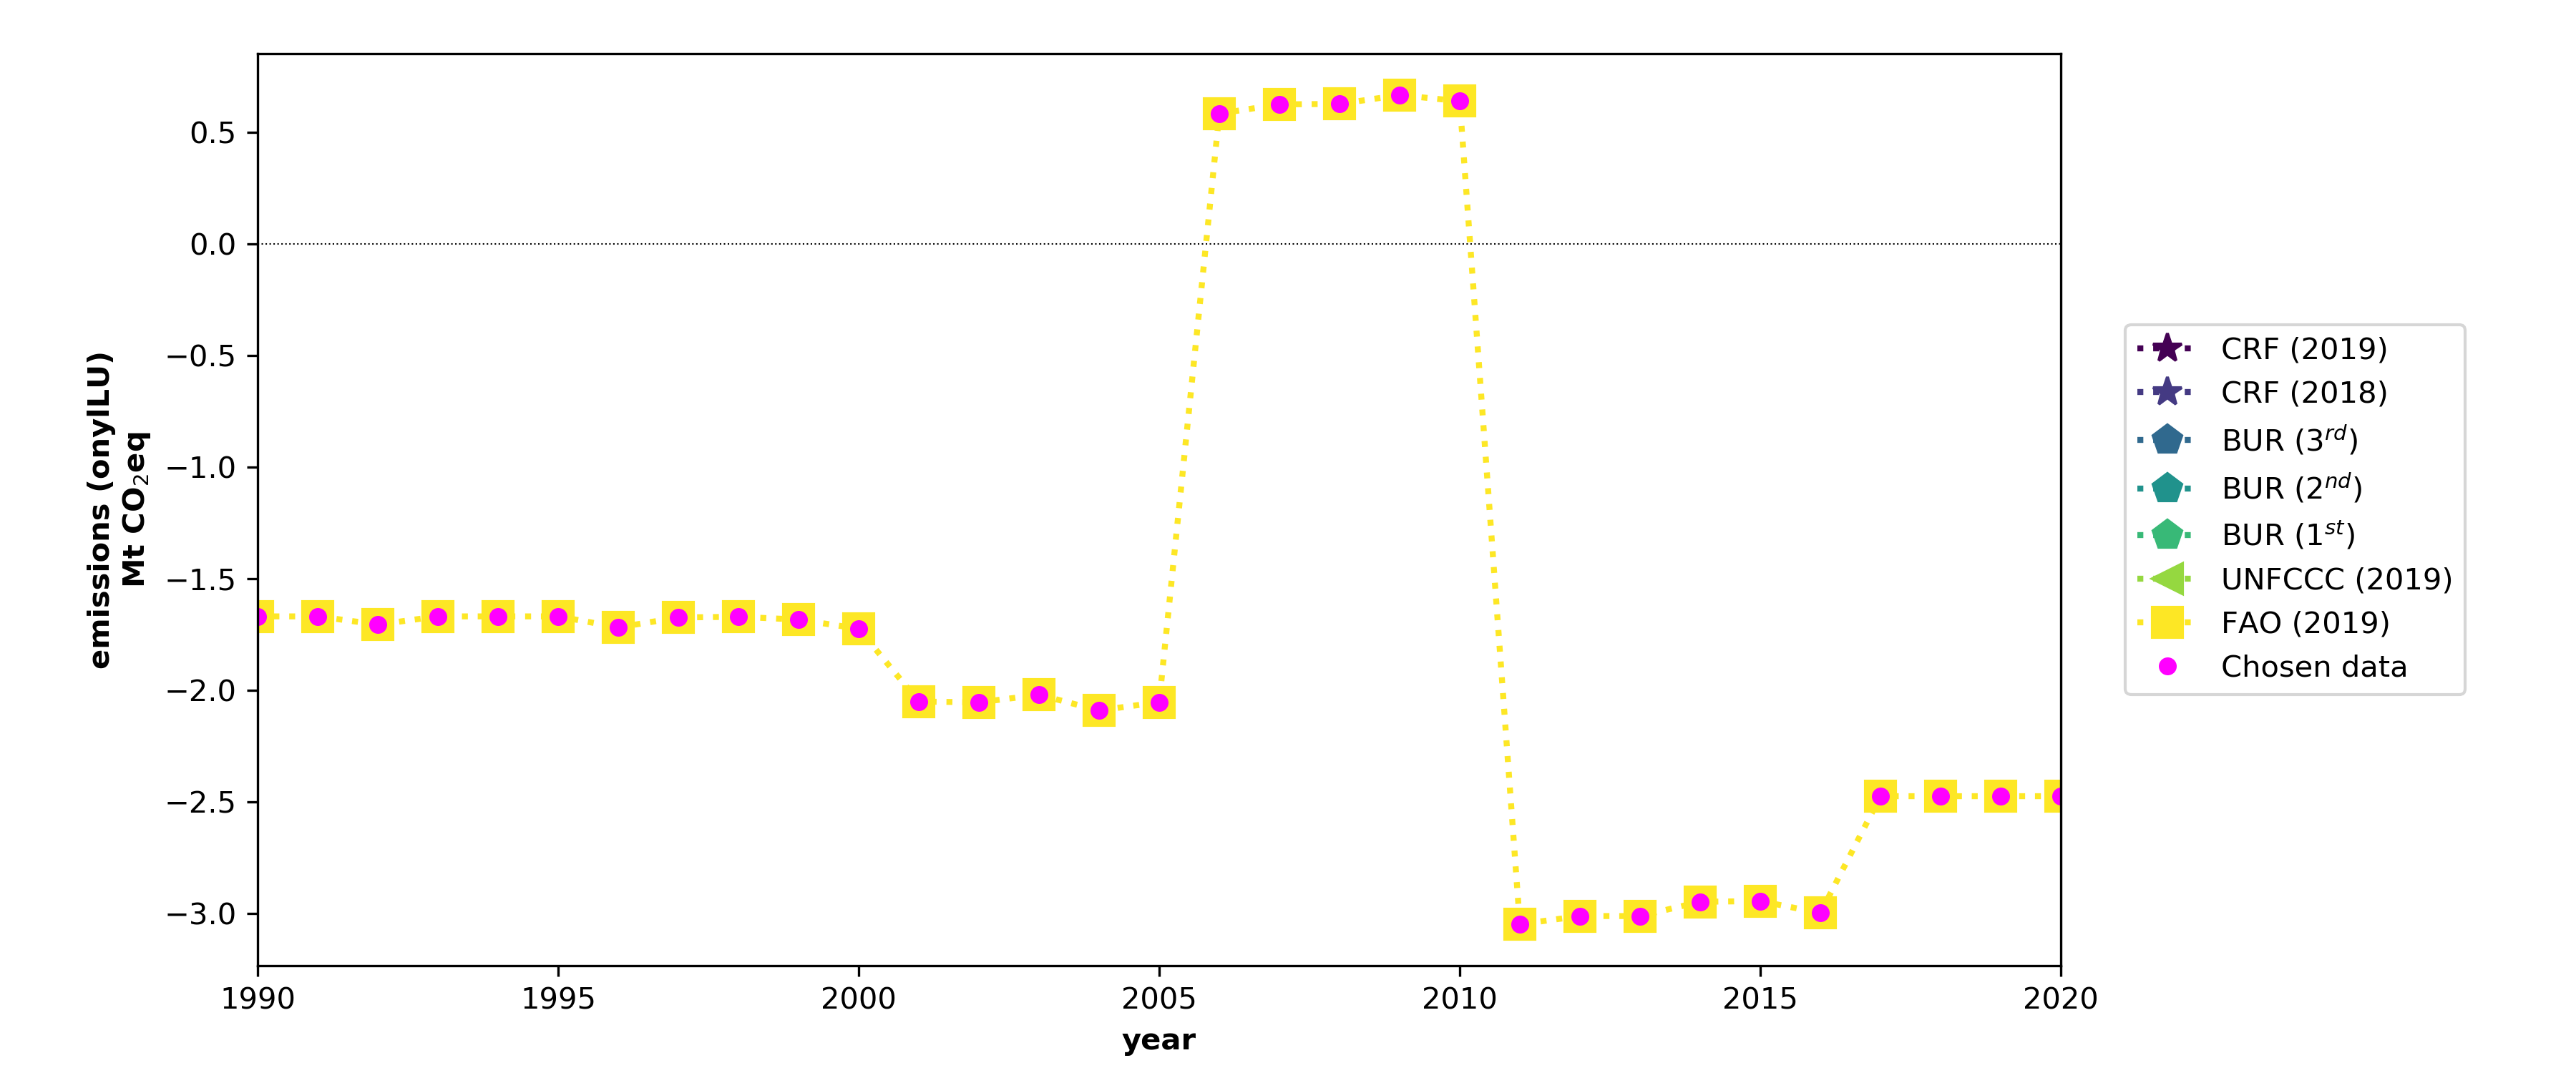 emissions (onylLU)
Mt CO₂eq
0.5
0.0
−0.5
−1.0
−1.5
−2.0
−2.5
−3.0
1990
1995
2000
2005
2010
2015
2020
year
CRF (2019)
CRF (2018)
BUR (3ʳᵈ)
BUR (2ⁿᵈ)
BUR (1ˢᵗ)
UNFCCC (2019)
FAO (2019)
Chosen data